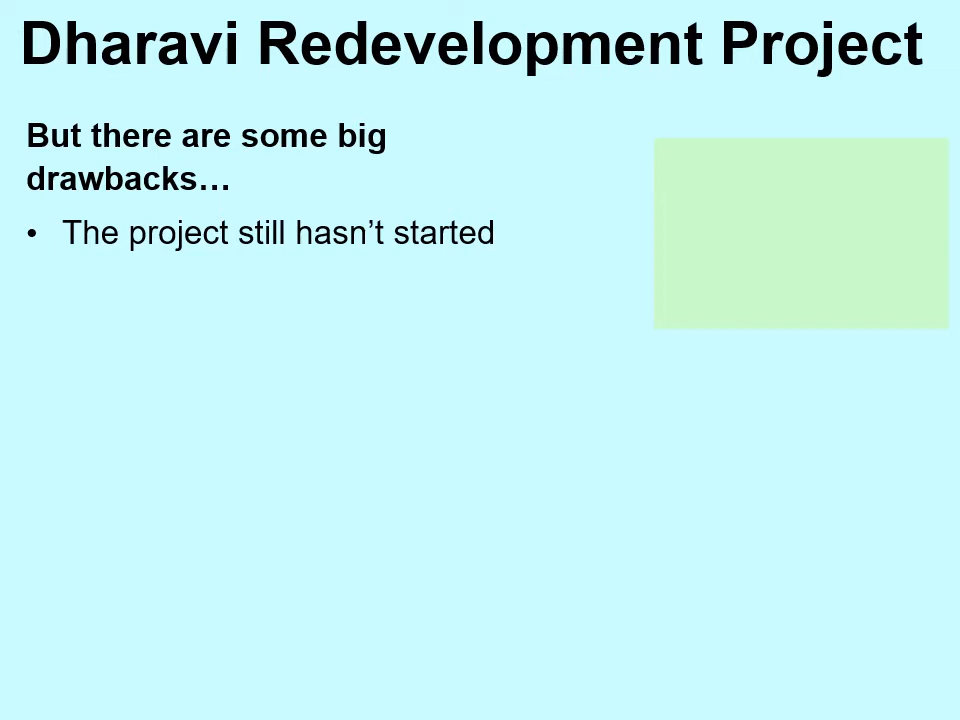 Dharavi Redevelopment Project
But there are some big
drawbacks…
• The project still hasn’t started